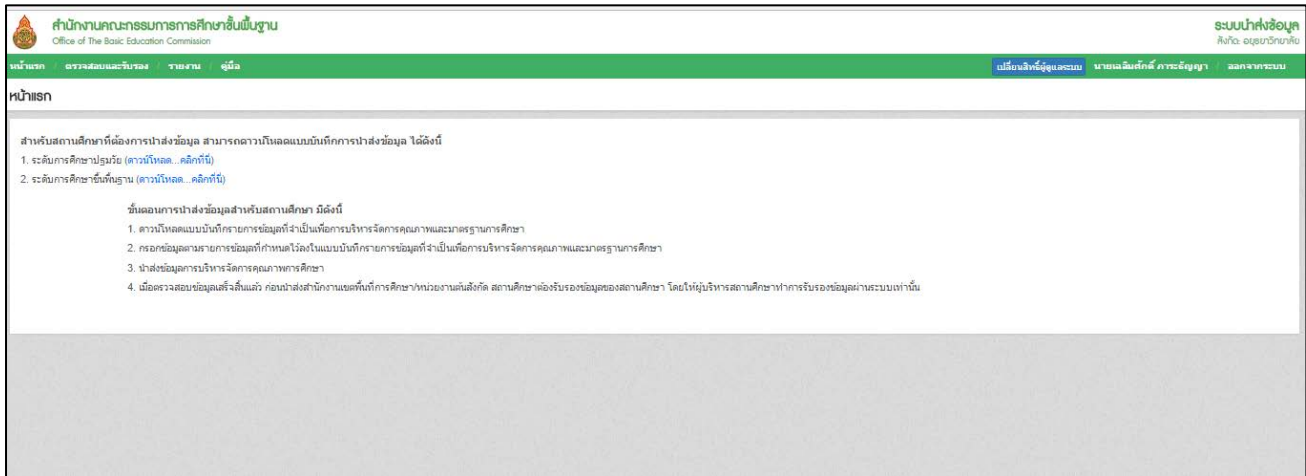 สำนักงานคณะกรรมการการศึกษาขั้นพื้นฐาน
Office of The Basic Education Commission
ระบบนำส่งข้อมูล
สังกัด: อยุธยาวิทยาลัย
หน้าแรก / ตรวจสอบและรับรอง / รายงาน / คู่มือ
เปลี่ยนสิทธิ์ผู้ดูแลระบบ นายเฉลิมศักดิ์ ภาระธัญญา / ออกจากระบบ
หน้าแรก
สำหรับสถานศึกษาที่ต้องการนำส่งข้อมูล สามารถดาวน์โหลดแบบบันทึกการนำส่งข้อมูล ได้ดังนี้
1. ระดับการศึกษาปฐมวัย (ดาวน์โหลด...คลิกที่นี่)
2. ระดับการศึกษาขั้นพื้นฐาน (ดาวน์โหลด...คลิกที่นี่)
ขั้นตอนการนำส่งข้อมูลสำหรับสถานศึกษา มีดังนี้
1. ดาวน์โหลดแบบบันทึกรายการข้อมูลที่จำเป็นเพื่อการบริหารจัดการคุณภาพและมาตรฐานการศึกษา
2. กรอกข้อมูลตามรายการข้อมูลที่กำหนดไว้ลงในแบบบันทึกรายการข้อมูลที่จำเป็นเพื่อการบริหารจัดการคุณภาพและมาตรฐานการศึกษา
3. นำส่งข้อมูลการบริหารจัดการคุณภาพการศึกษา
4. เมื่อตรวจสอบข้อมูลเสร็จสิ้นแล้ว ก่อนนำส่งสำนักงานเขตพื้นที่การศึกษา/หน่วยงานต้นสังกัด สถานศึกษาต้องรับรองข้อมูลของสถานศึกษา โดยให้ผู้บริหารสถานศึกษาทำการรับรองข้อมูลผ่านระบบเท่านั้น